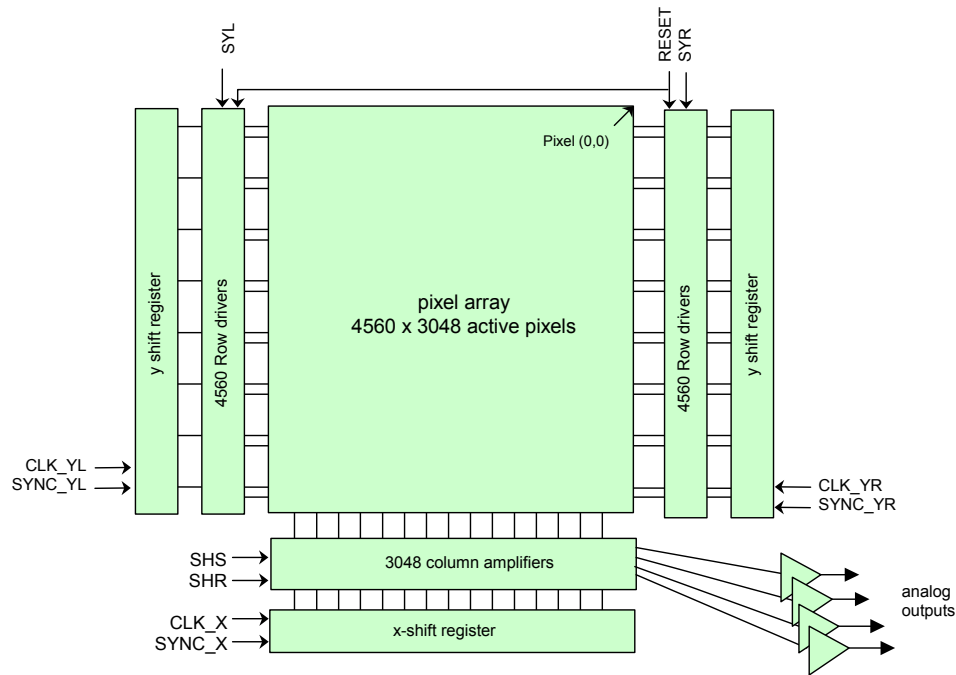 SYL
RESET
SYR
Pixel (0,0)
y shift register
4560 Row drivers
pixel array
4560 x 3048 active pixels
4560 Row drivers
y shift register
CLK_YL
SYNC_YL
CLK_YR
SYNC_YR
SHS
SHR
3048 column amplifiers
analog
outputs
CLK_X
SYNC_X
x-shift register